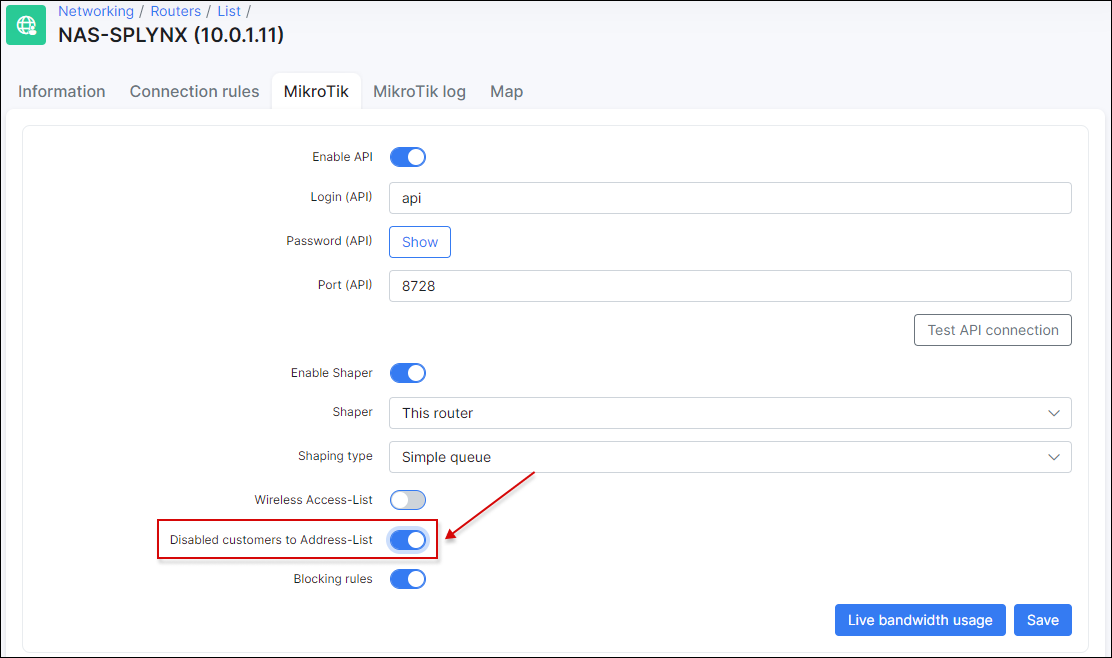 Networking / Routers / List /
NAS-SPLYNX (10.0.1.11)
Information Connection rules MikroTik MikroTik log Map
Enable API
Login (API) api
Password (API) Show
Port (API) 8728
Test API connection
Enable Shaper
Shaper This router
Shaping type Simple queue
Wireless Access-List
Disabled customers to Address-List
Blocking rules
Live bandwidth usage Save